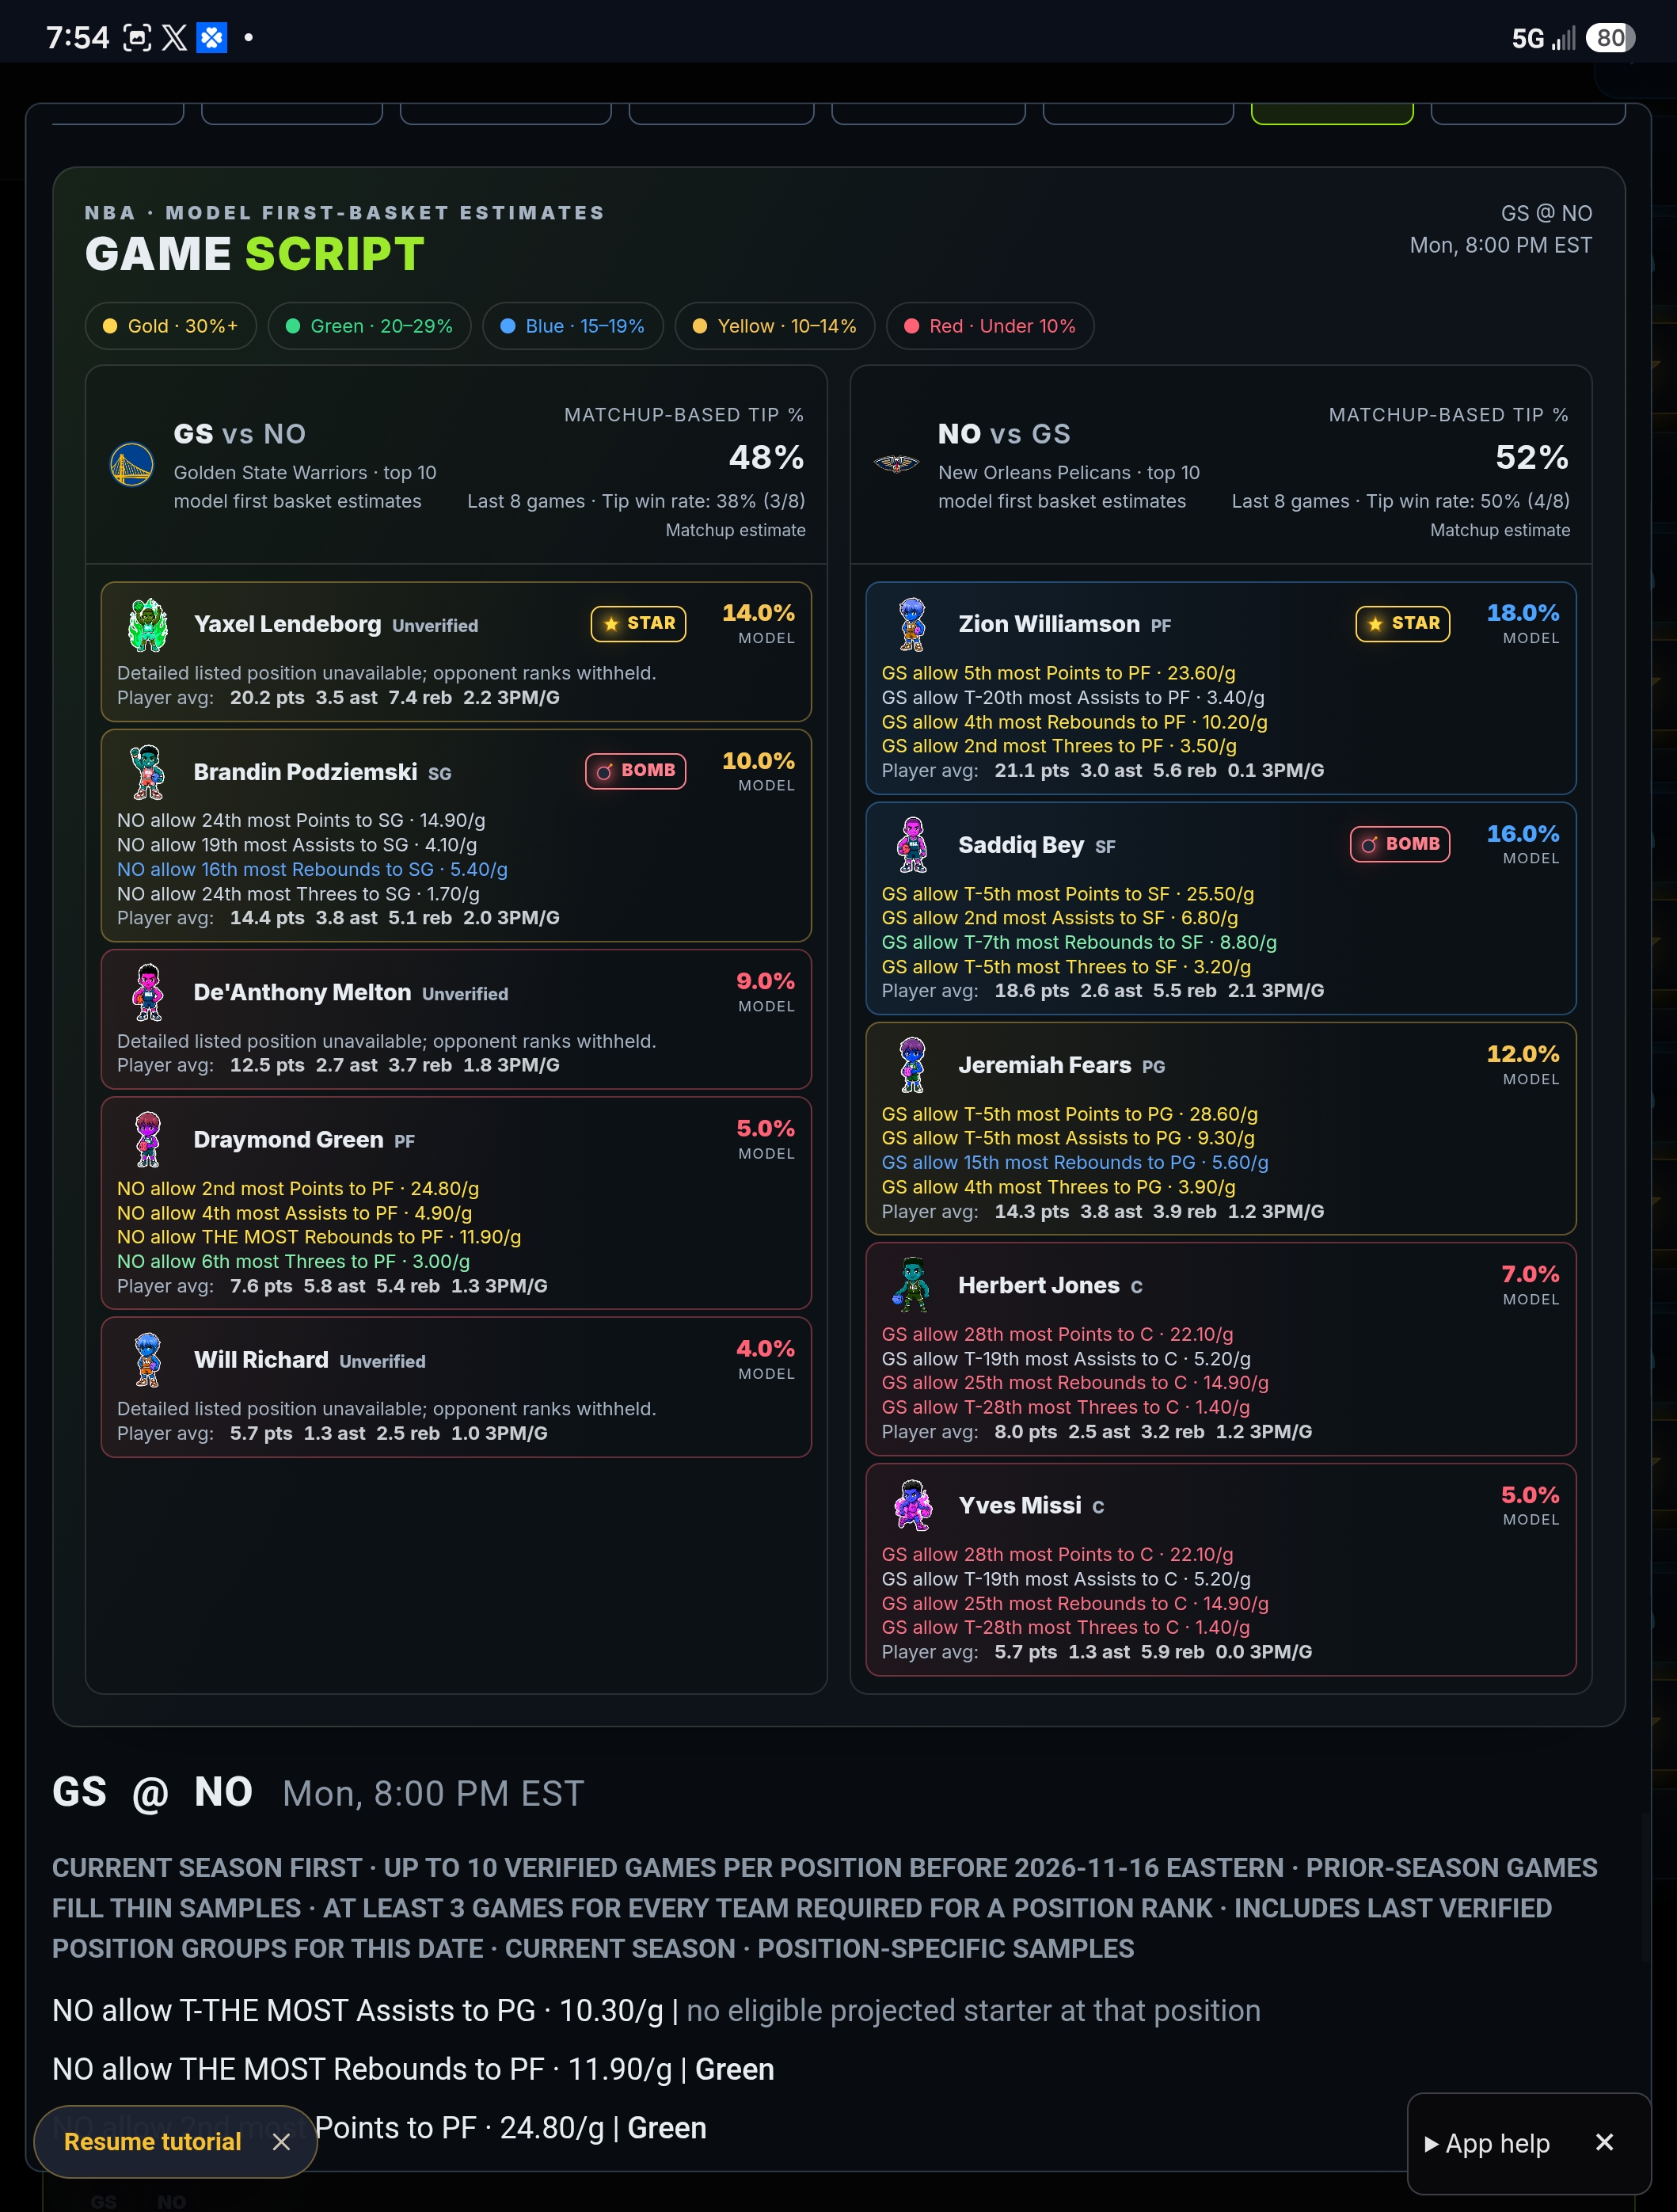 7:54
5G 80
NBA · MODEL FIRST-BASKET ESTIMATES
GAME SCRIPT
GS @ NO
Mon, 8:00 PM EST
Gold · 30%+
Green · 20–29%
Blue · 15–19%
Yellow · 10–14%
Red · Under 10%
GS vs NO
Golden State Warriors · top 10
model first basket estimates
MATCHUP-BASED TIP %
48%
Last 8 games · Tip win rate: 38% (3/8)
Matchup estimate
Yaxel Lendeborg Unverified
STAR
14.0%
MODEL
Detailed listed position unavailable; opponent ranks withheld.
Player avg: 20.2 pts 3.5 ast 7.4 reb 2.2 3PM/G
Brandin Podziemski SG
BOMB
10.0%
MODEL
NO allow 24th most Points to SG · 14.90/g
NO allow 19th most Assists to SG · 4.10/g
NO allow 16th most Rebounds to SG · 5.40/g
NO allow 24th most Threes to SG · 1.70/g
Player avg: 14.4 pts 3.8 ast 5.1 reb 2.0 3PM/G
De'Anthony Melton Unverified
9.0%
MODEL
Detailed listed position unavailable; opponent ranks withheld.
Player avg: 12.5 pts 2.7 ast 3.7 reb 1.8 3PM/G
Draymond Green PF
5.0%
MODEL
NO allow 2nd most Points to PF · 24.80/g
NO allow 4th most Assists to PF · 4.90/g
NO allow THE MOST Rebounds to PF · 11.90/g
NO allow 6th most Threes to PF · 3.00/g
Player avg: 7.6 pts 5.8 ast 5.4 reb 1.3 3PM/G
Will Richard Unverified
4.0%
MODEL
Detailed listed position unavailable; opponent ranks withheld.
Player avg: 5.7 pts 1.3 ast 2.5 reb 1.0 3PM/G
NO vs GS
New Orleans Pelicans · top 10
model first basket estimates
MATCHUP-BASED TIP %
52%
Last 8 games · Tip win rate: 50% (4/8)
Matchup estimate
Zion Williamson PF
STAR
18.0%
MODEL
GS allow 5th most Points to PF · 23.60/g
GS allow T-20th most Assists to PF · 3.40/g
GS allow 4th most Rebounds to PF · 10.20/g
GS allow 2nd most Threes to PF · 3.50/g
Player avg: 21.1 pts 3.0 ast 5.6 reb 0.1 3PM/G
Saddiq Bey SF
BOMB
16.0%
MODEL
GS allow T-5th most Points to SF · 25.50/g
GS allow 2nd most Assists to SF · 6.80/g
GS allow T-7th most Rebounds to SF · 8.80/g
GS allow T-5th most Threes to SF · 3.20/g
Player avg: 18.6 pts 2.6 ast 5.5 reb 2.1 3PM/G
Jeremiah Fears PG
12.0%
MODEL
GS allow T-5th most Points to PG · 28.60/g
GS allow T-5th most Assists to PG · 9.30/g
GS allow 15th most Rebounds to PG · 5.60/g
GS allow 4th most Threes to PG · 3.90/g
Player avg: 14.3 pts 3.8 ast 3.9 reb 1.2 3PM/G
Herbert Jones C
7.0%
MODEL
GS allow 28th most Points to C · 22.10/g
GS allow T-19th most Assists to C · 5.20/g
GS allow 25th most Rebounds to C · 14.90/g
GS allow T-28th most Threes to C · 1.40/g
Player avg: 8.0 pts 2.5 ast 3.2 reb 1.2 3PM/G
Yves Missi C
5.0%
MODEL
GS allow 28th most Points to C · 22.10/g
GS allow T-19th most Assists to C · 5.20/g
GS allow 25th most Rebounds to C · 14.90/g
GS allow T-28th most Threes to C · 1.40/g
Player avg: 5.7 pts 1.3 ast 5.9 reb 0.0 3PM/G
GS @ NO Mon, 8:00 PM EST
CURRENT SEASON FIRST · UP TO 10 VERIFIED GAMES PER POSITION BEFORE 2026-11-16 EASTERN · PRIOR-SEASON GAMES
FILL THIN SAMPLES · AT LEAST 3 GAMES FOR EVERY TEAM REQUIRED FOR A POSITION RANK · INCLUDES LAST VERIFIED
POSITION GROUPS FOR THIS DATE · CURRENT SEASON · POSITION-SPECIFIC SAMPLES
NO allow T-THE MOST Assists to PG · 10.30/g | no eligible projected starter at that position
NO allow THE MOST Rebounds to PF · 11.90/g | Green
NO allow 2nd most Points to PF · 24.80/g | Green
Resume tutorial
App help
GS NO